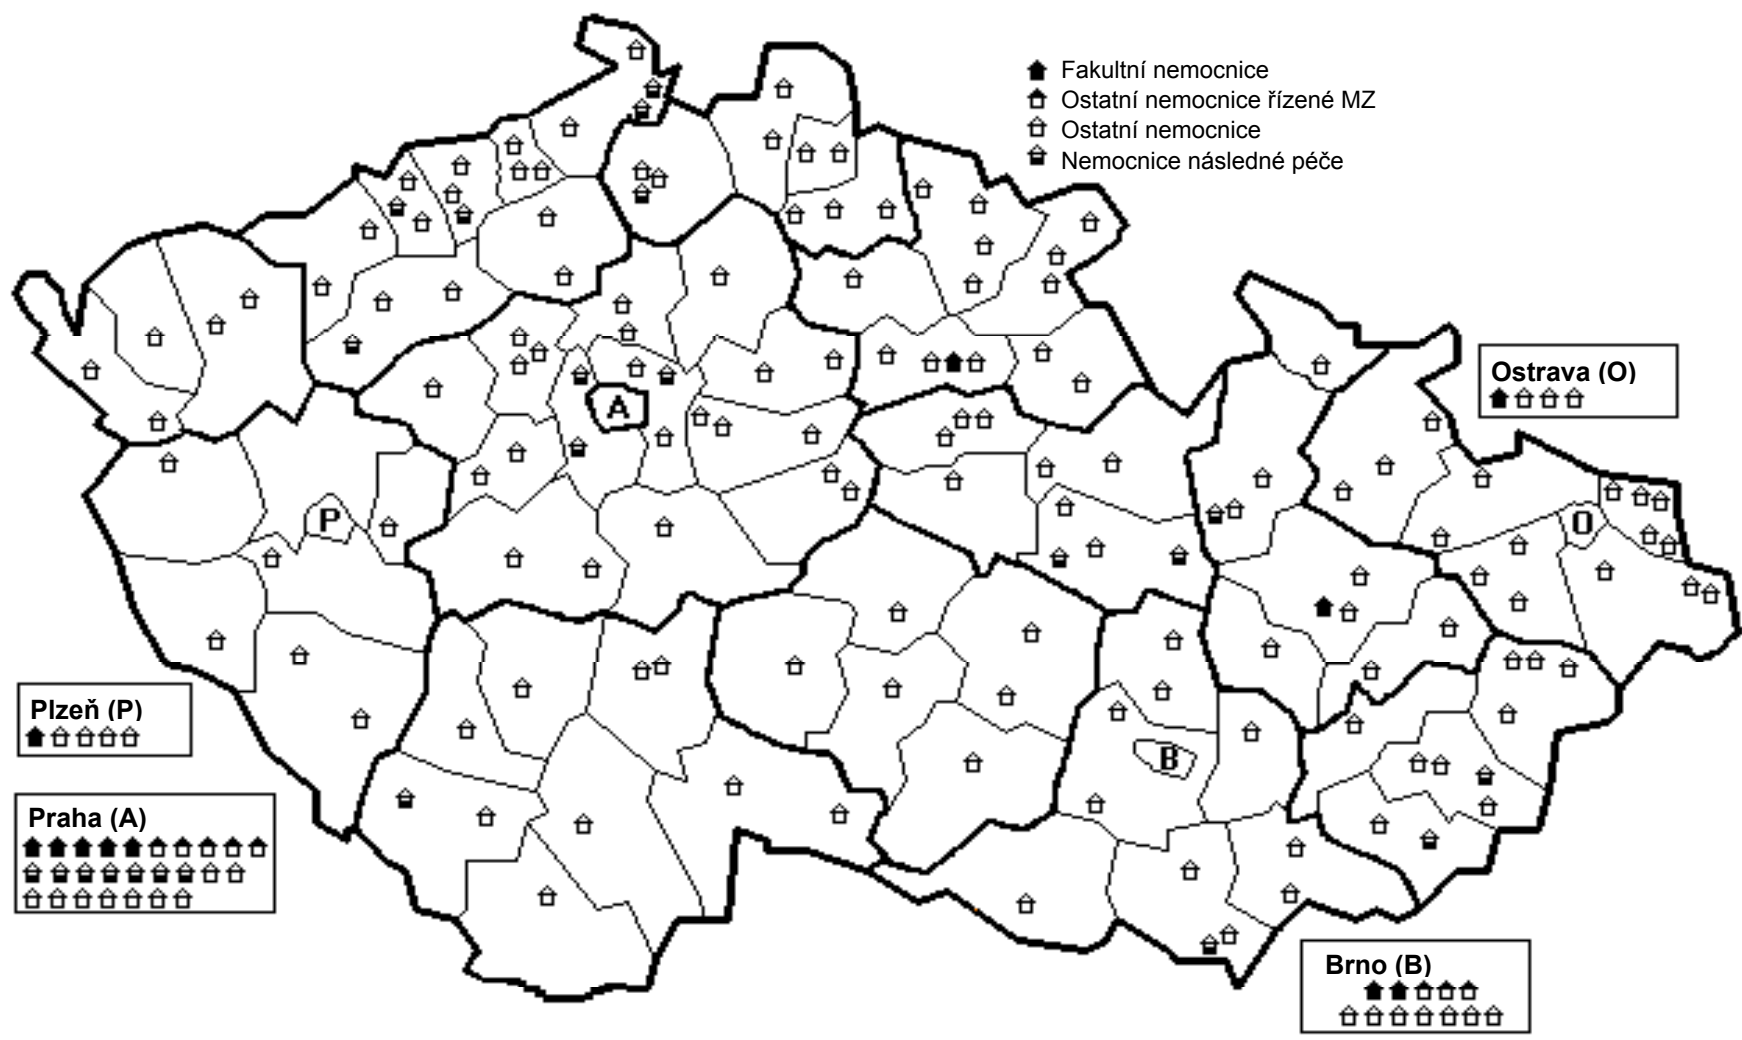 Fakultní nemocnice
Ostatní nemocnice řízené MZ
Ostatní nemocnice
Nemocnice následné péče
Ostrava (O)
A
P
O
Plzeň (P)
B
Praha (A)
Brno (B)